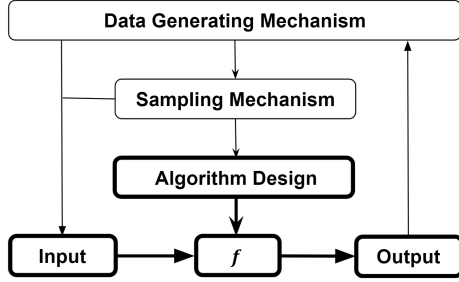 Data Generating Mechanism
Sampling Mechanism
Algorithm Design
Input
f
Output